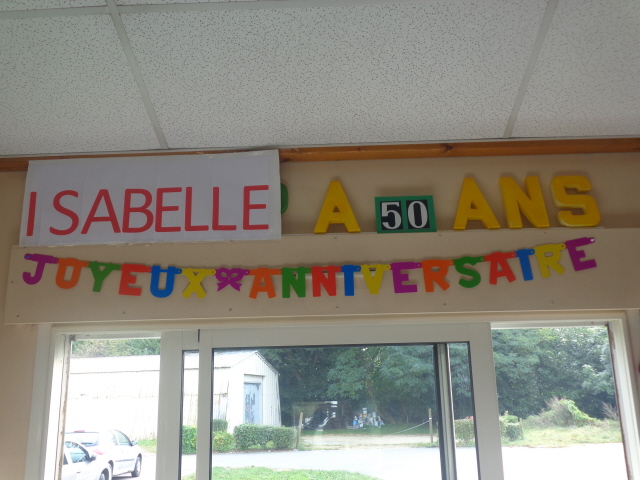 ISABELLE A 50 ANS
JOYEUX ANNIVERSAIRE